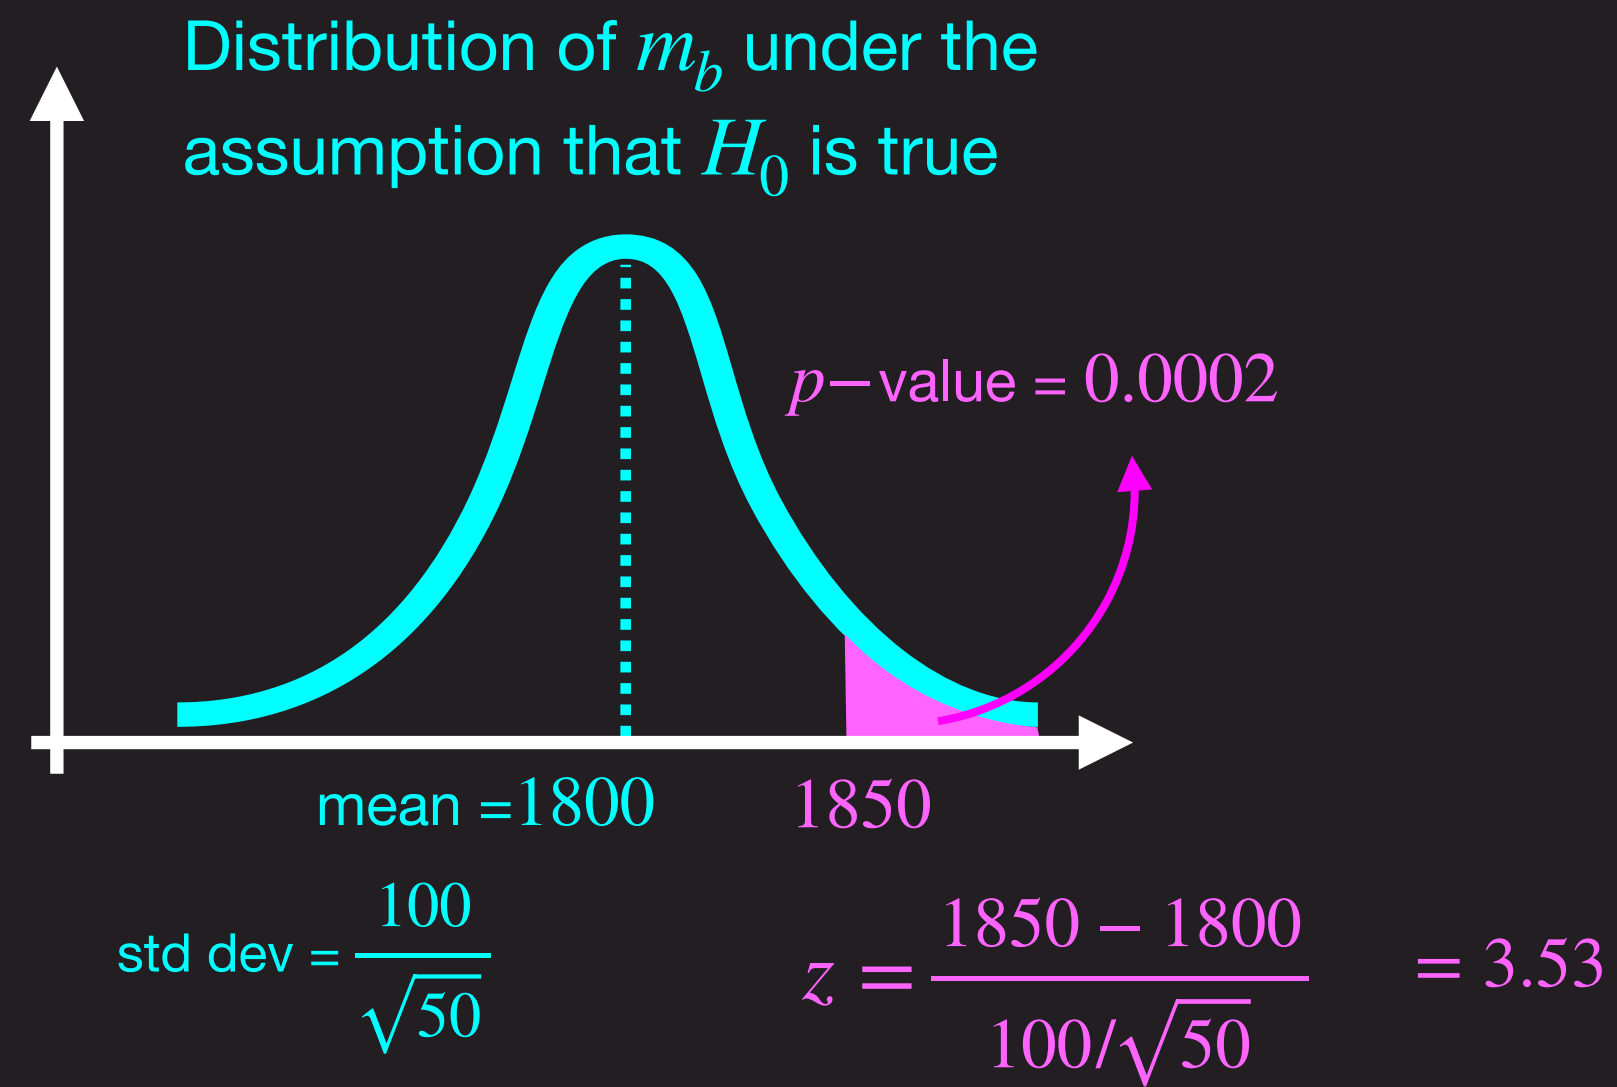 Distribution of m_b under the
assumption that H_0 is true
p−value = 0.0002
mean =1800
1850
std dev = 100/√50
z = (1850 − 1800)/(100/√50) = 3.53